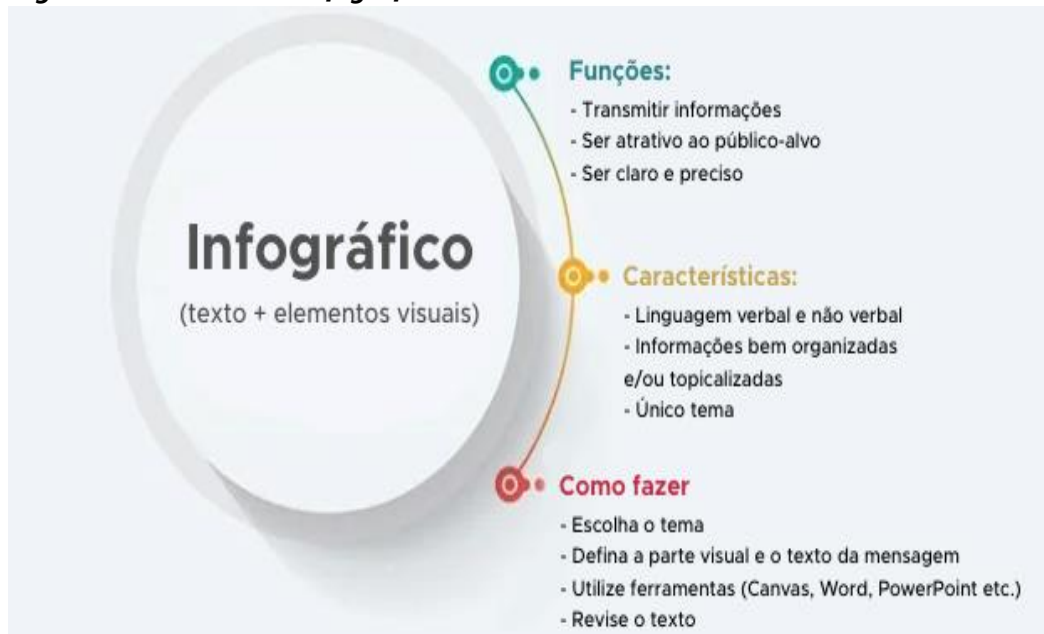 Infográfico
(texto + elementos visuais)
Funções:
- Transmitir informações
- Ser atrativo ao público-alvo
- Ser claro e preciso
Características:
- Linguagem verbal e não verbal
- Informações bem organizadas
e/ou topicalizadas
- Único tema
Como fazer
- Escolha o tema
- Defina a parte visual e o texto da mensagem
- Utilize ferramentas (Canvas, Word, PowerPoint etc.)
- Revise o texto